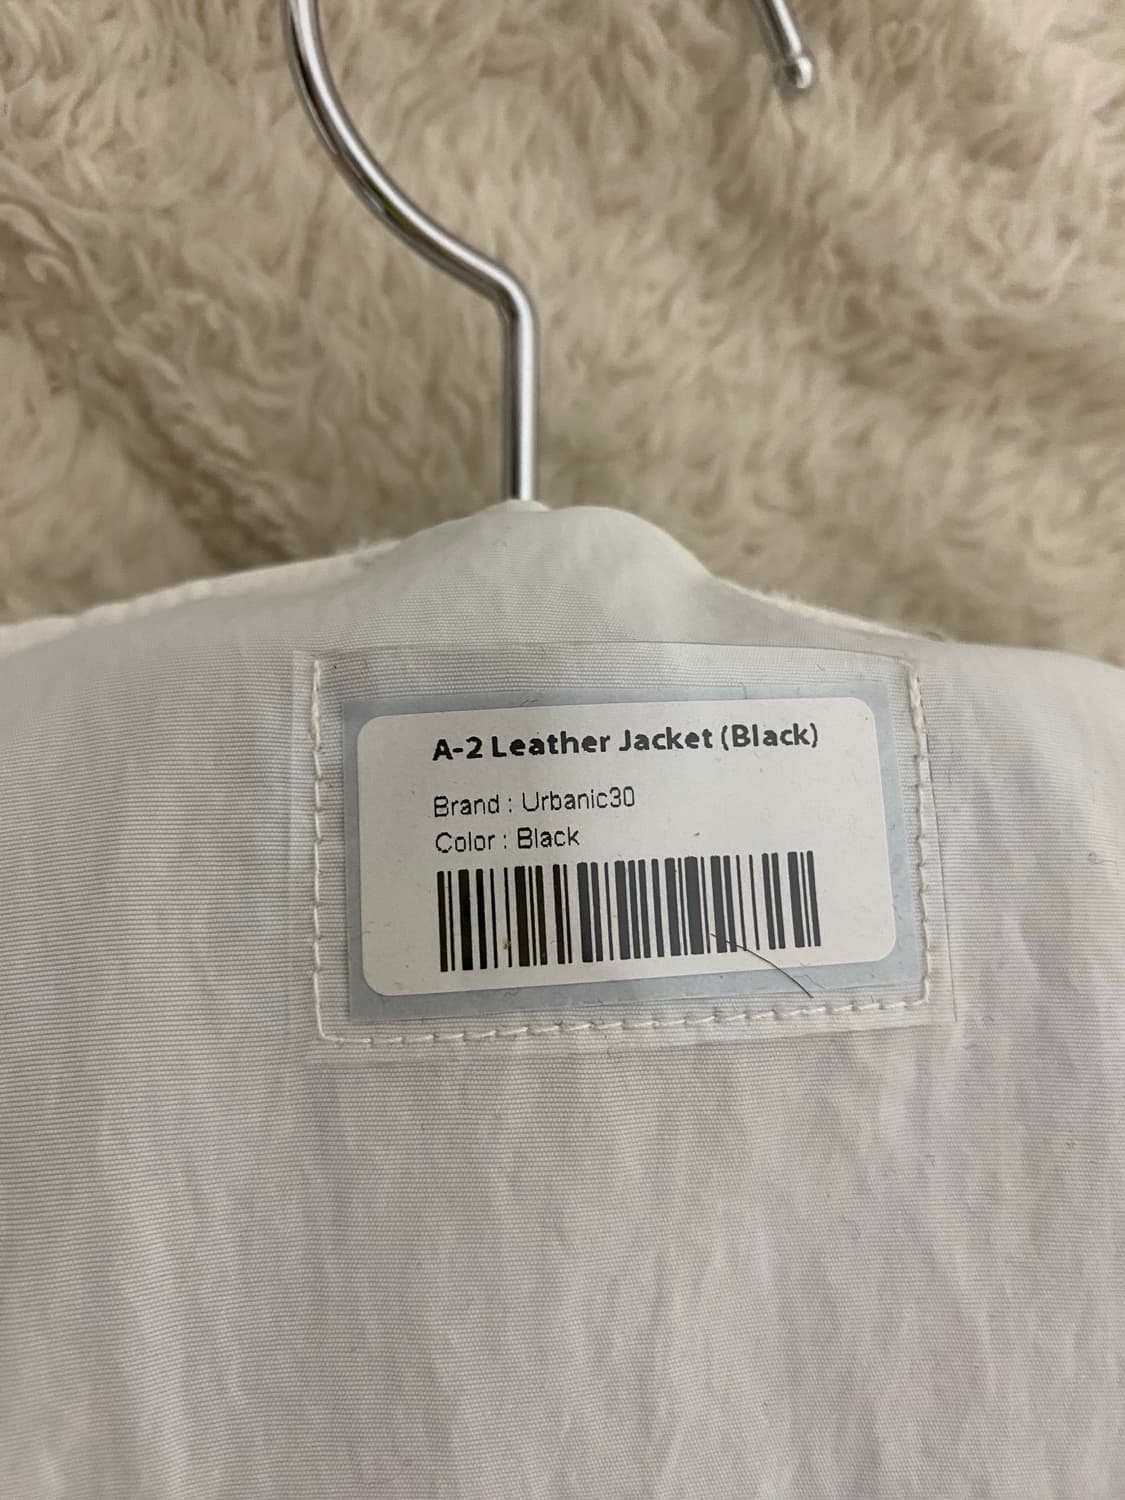 A-2 Leather Jacket (Black)
Brand : Urbanic30
Color : Black